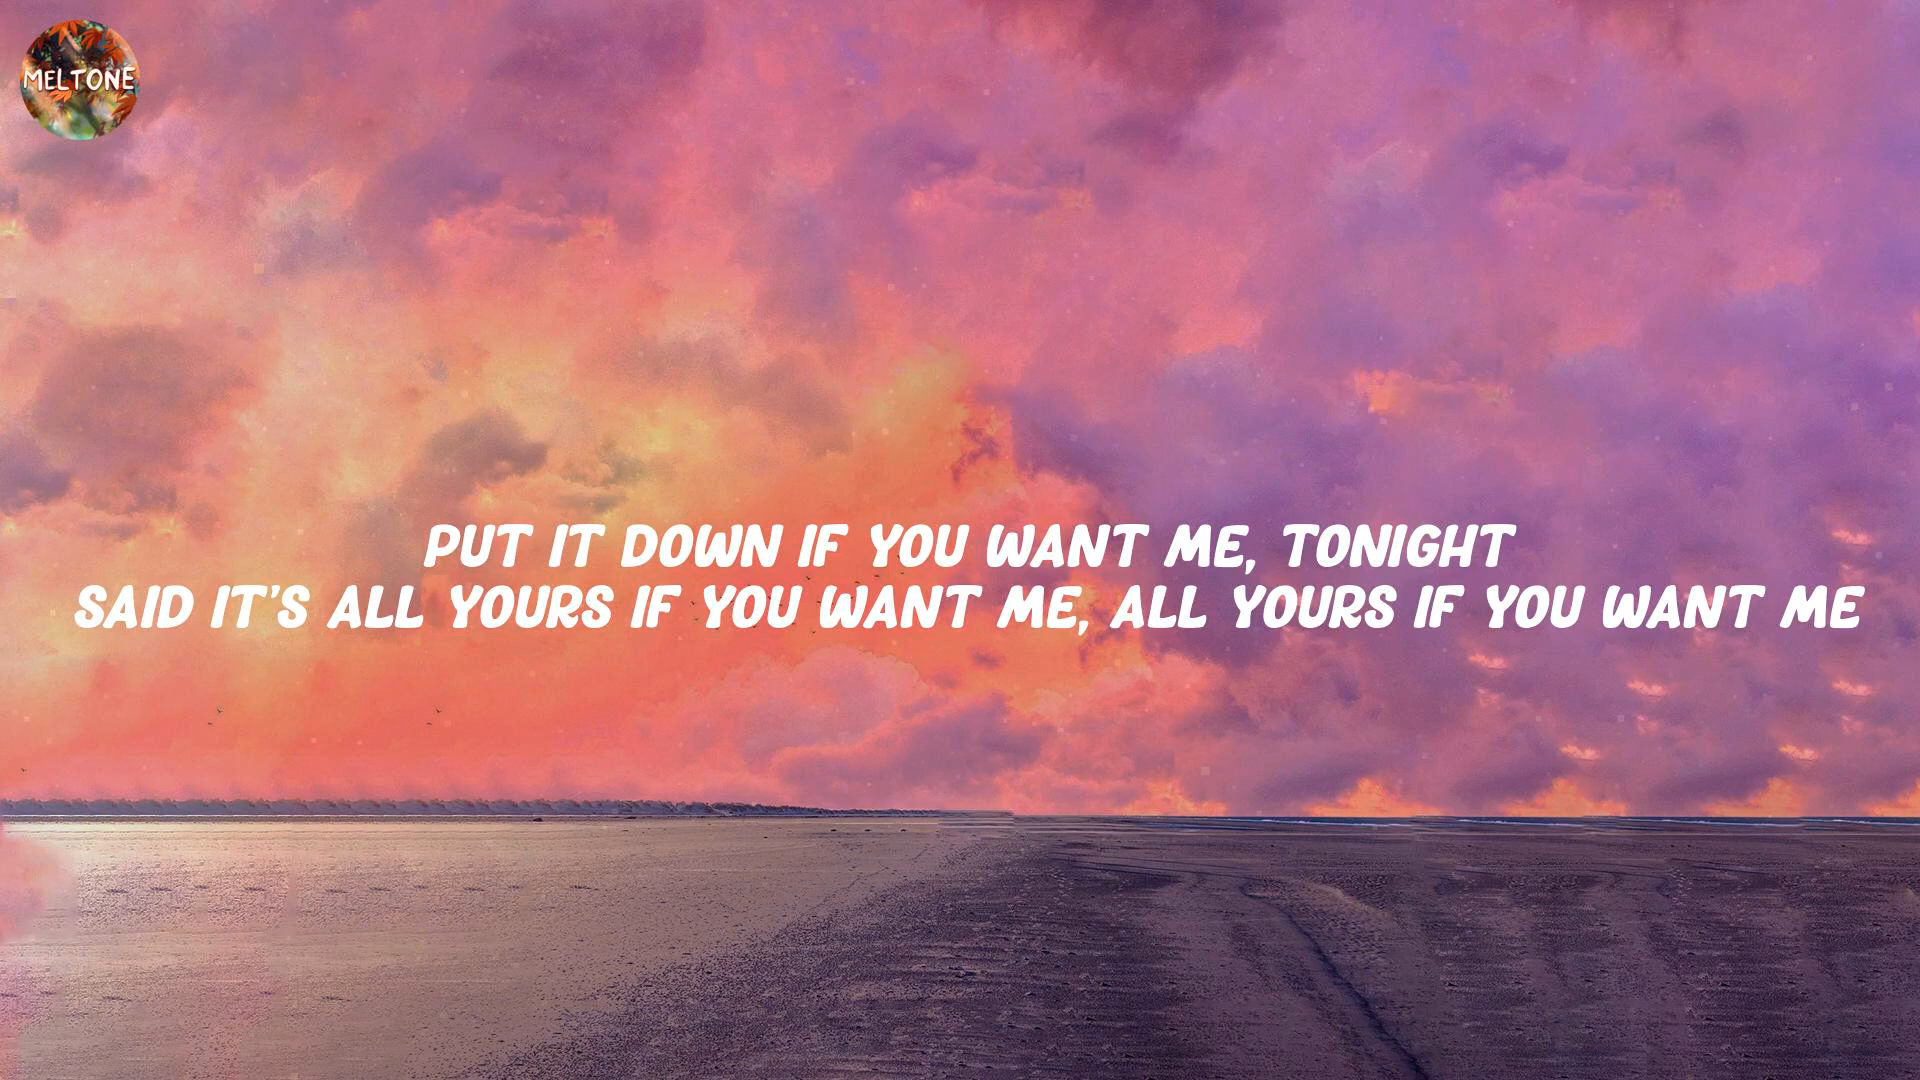 MELTONE
PUT IT DOWN IF YOU WANT ME, TONIGHT
SAID IT'S ALL YOURS IF YOU WANT ME, ALL YOURS IF YOU WANT ME